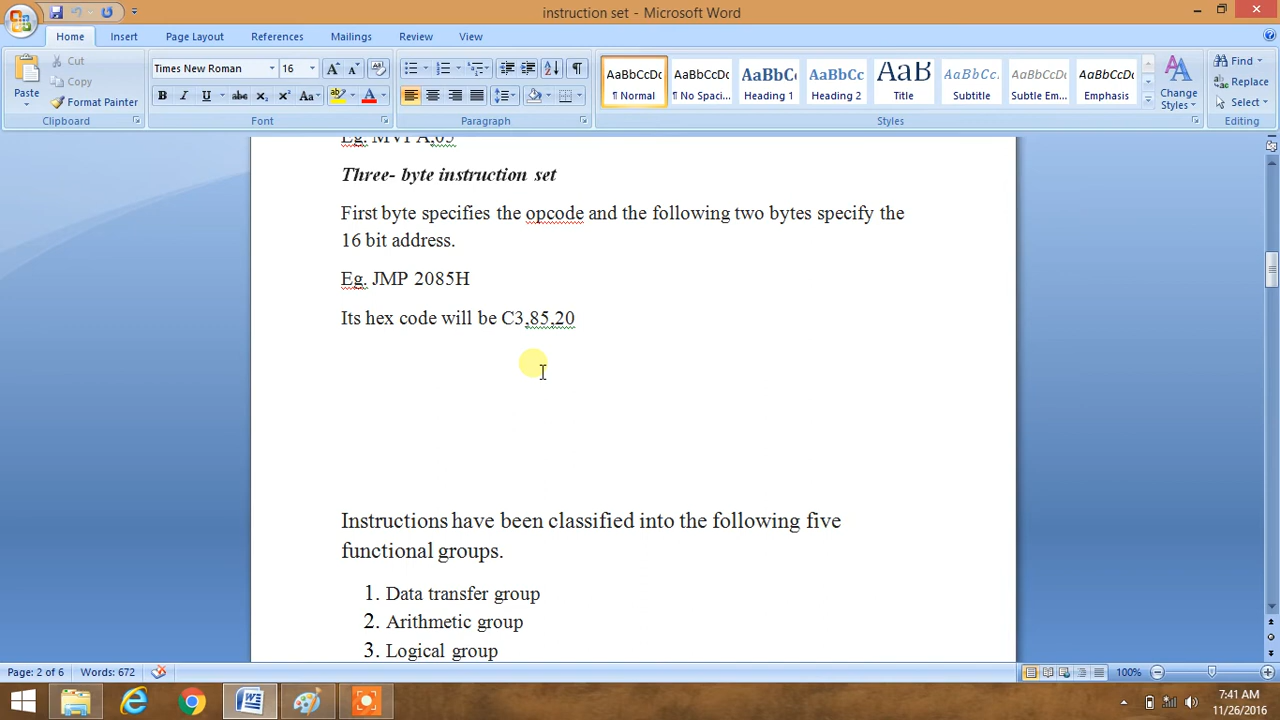 instruction set - Microsoft Word
Home Insert Page Layout References Mailings Review View
Paste
Cut
Copy
Format Painter
Clipboard
Times New Roman 16
Font
Paragraph
AaBbCcDc AaBbCcDc AaBbC AaBbCc AaB AaBbCc. AaBbCcDc AaBbCcDc
¶ Normal ¶ No Spaci... Heading 1 Heading 2 Title Subtitle Subtle Em... Emphasis
Change Styles
Styles
Find
Replace
Select
Editing
Eg. MVI A,05
Three- byte instruction set
First byte specifies the opcode and the following two bytes specify the
16 bit address.
Eg. JMP 2085H
Its hex code will be C3,85,20
Instructions have been classified into the following five
functional groups.
1. Data transfer group
2. Arithmetic group
3. Logical group
Page: 2 of 6 Words: 672 100%
7:41 AM
11/26/2016